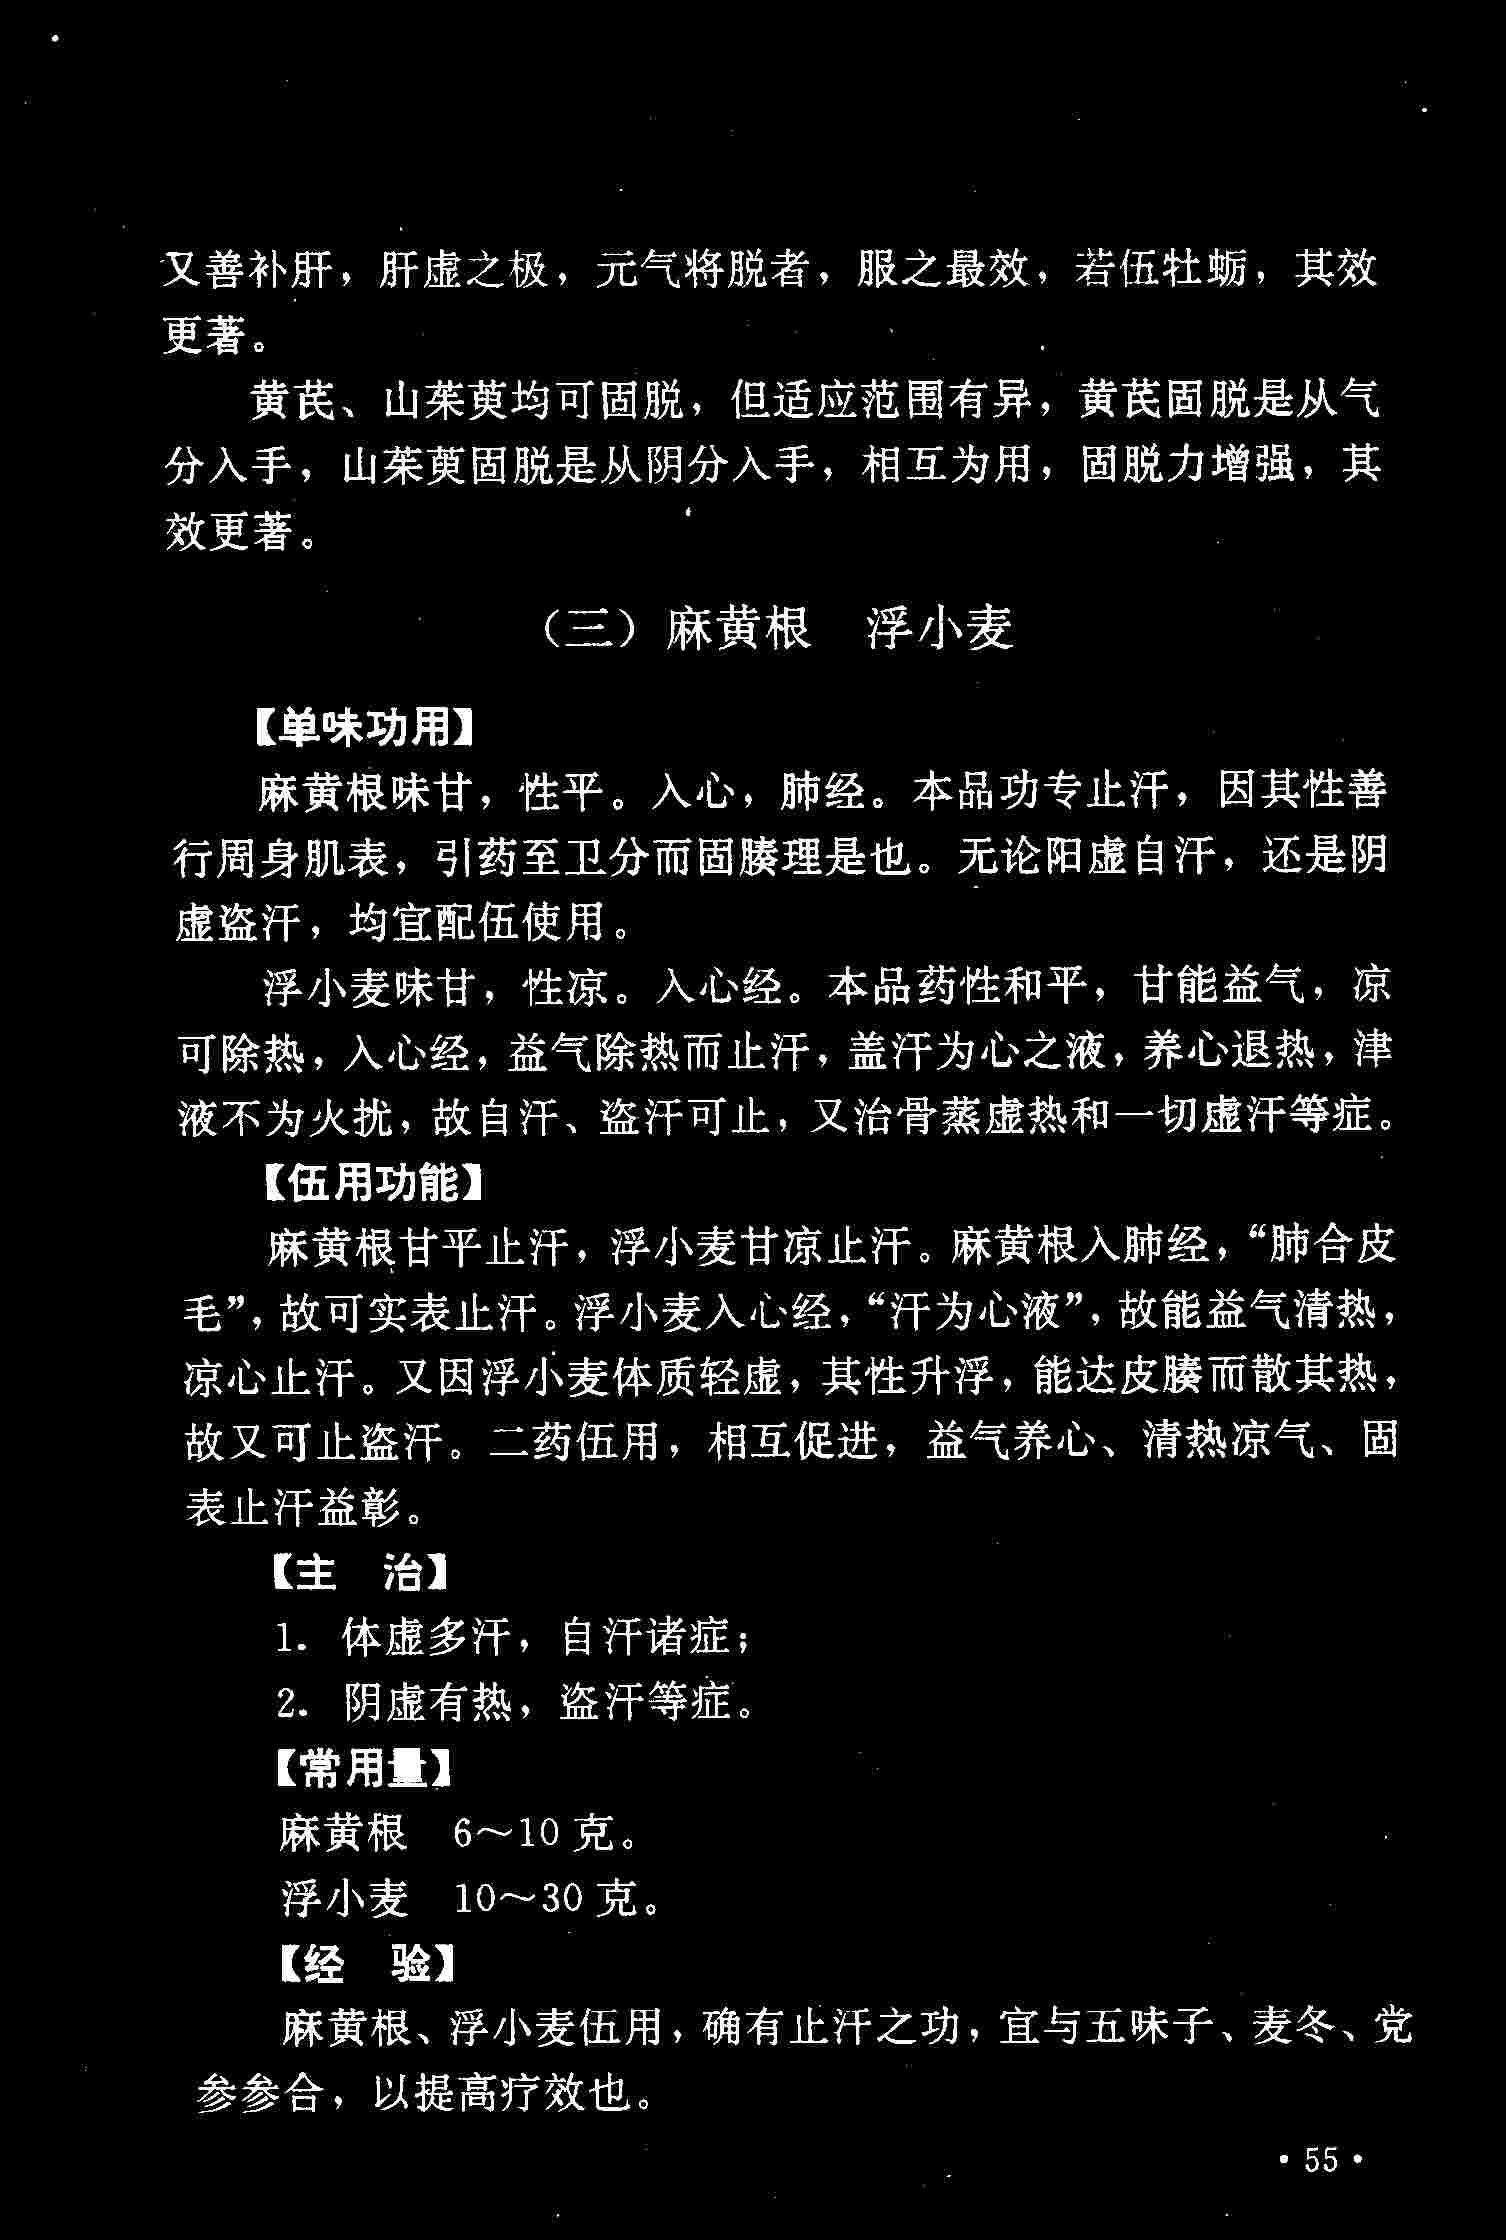 又善补肝，肝虚之极，元气将脱者，服之最效，若伍牡蛎，其效
更著。
黄芪、山茱萸均可固脱，但适应范围有异，黄芪固脱是从气
分入手，山茱萸固脱是从阴分入手，相互为用，固脱力增强，其
效更著。
（三）麻黄根　浮小麦
【单味功用】
麻黄根味甘，性平。入心，肺经。本品功专止汗，因其性善
行周身肌表，引药至卫分而固腠理是也。无论阳虚自汗，还是阴
虚盗汗，均宜配伍使用。
浮小麦味甘，性凉。入心经。本品药性和平，甘能益气，凉
可除热，入心经，益气除热而止汗，盖汗为心之液，养心退热，津
液不为火扰，故自汗、盗汗可止，又治骨蒸虚热和一切虚汗等症。
【伍用功能】
麻黄根甘平止汗，浮小麦甘凉止汗。麻黄根入肺经，“肺合皮
毛”，故可实表止汗。浮小麦入心经，“汗为心液”，故能益气清热，
凉心止汗。又因浮小麦体质轻虚，其性升浮，能达皮腠而散其热，
故又可止盗汗。二药伍用，相互促进，益气养心、清热凉气、固
表止汗益彰。
【主　治】
1. 体虚多汗，自汗诸症；
2. 阴虚有热，盗汗等症。
【常用量】
麻黄根　6～10 克。
浮小麦　10～30 克。
【经　验】
麻黄根、浮小麦伍用，确有止汗之功，宜与五味子、麦冬、党
参参合，以提高疗效也。
·55·